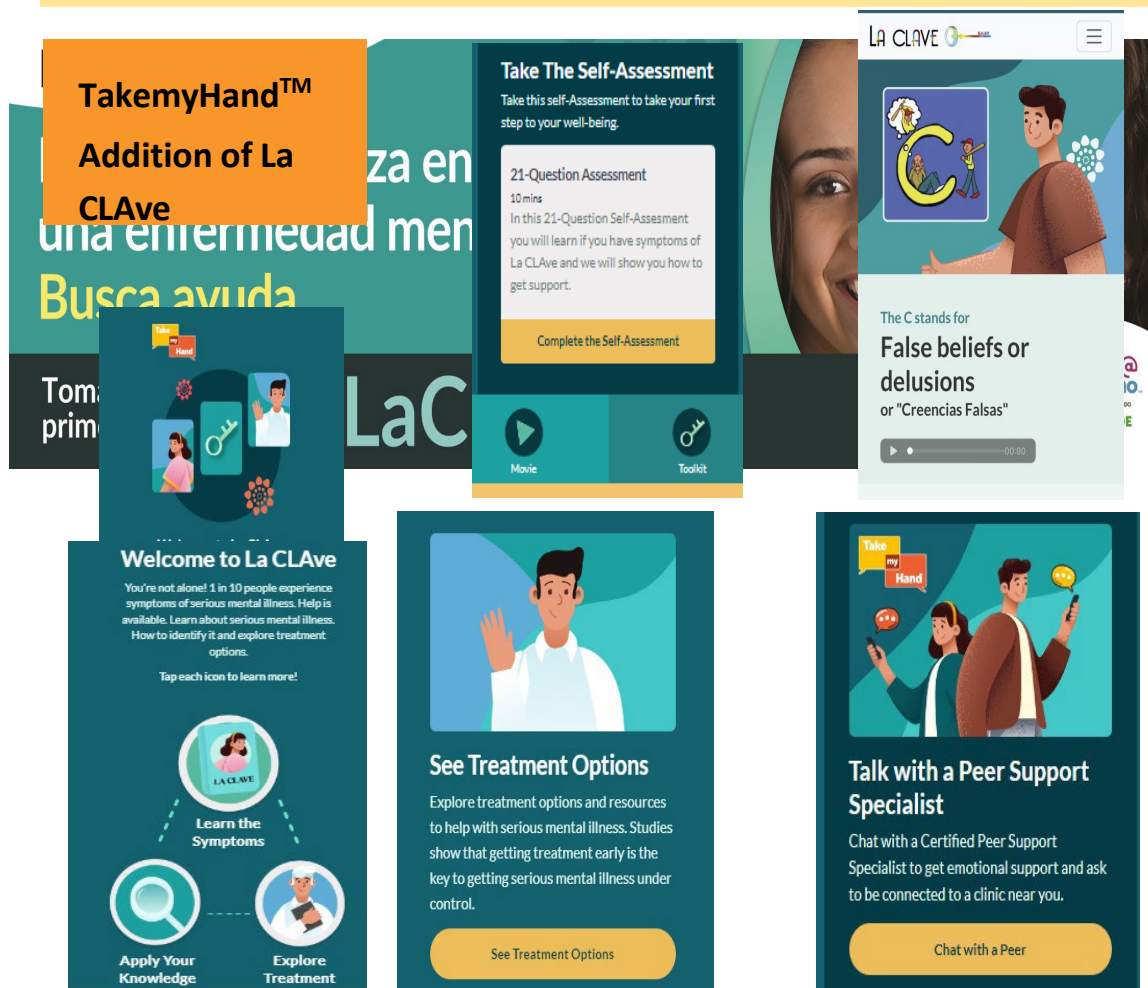 TakemyHand™
Addition of La
CLAve
za en
una enfermedad men
Busca ayuda
Toma
prim
LaC
Take The Self-Assessment
Take this self-Assessment to take your first
step to your well-being.
21-Question Assessment
10 mins
In this 21-Question Self-Assesment
you will learn if you have symptoms of
La CLAve and we will show you how to
get support.
Complete the Self-Assessment
Movie
Toolkit
LA CLAVE
The C stands for
False beliefs or
delusions
or "Creencias Falsas"
-00:00
Take
my
Hand
Welcome to La CLAve
You're not alone! 1 in 10 people experience
symptoms of serious mental illness. Help is
available. Learn about serious mental illness.
How to identify it and explore treatment
options.
Tap each icon to learn more!
LA CLAVE
Learn the
Symptoms
Apply Your
Knowledge
Explore
Treatment
See Treatment Options
Explore treatment options and resources
to help with serious mental illness. Studies
show that getting treatment early is the
key to getting serious mental illness under
control.
See Treatment Options
Take
my
Hand
Talk with a Peer Support
Specialist
Chat with a Certified Peer Support
Specialist to get emotional support and ask
to be connected to a clinic near you.
Chat with a Peer